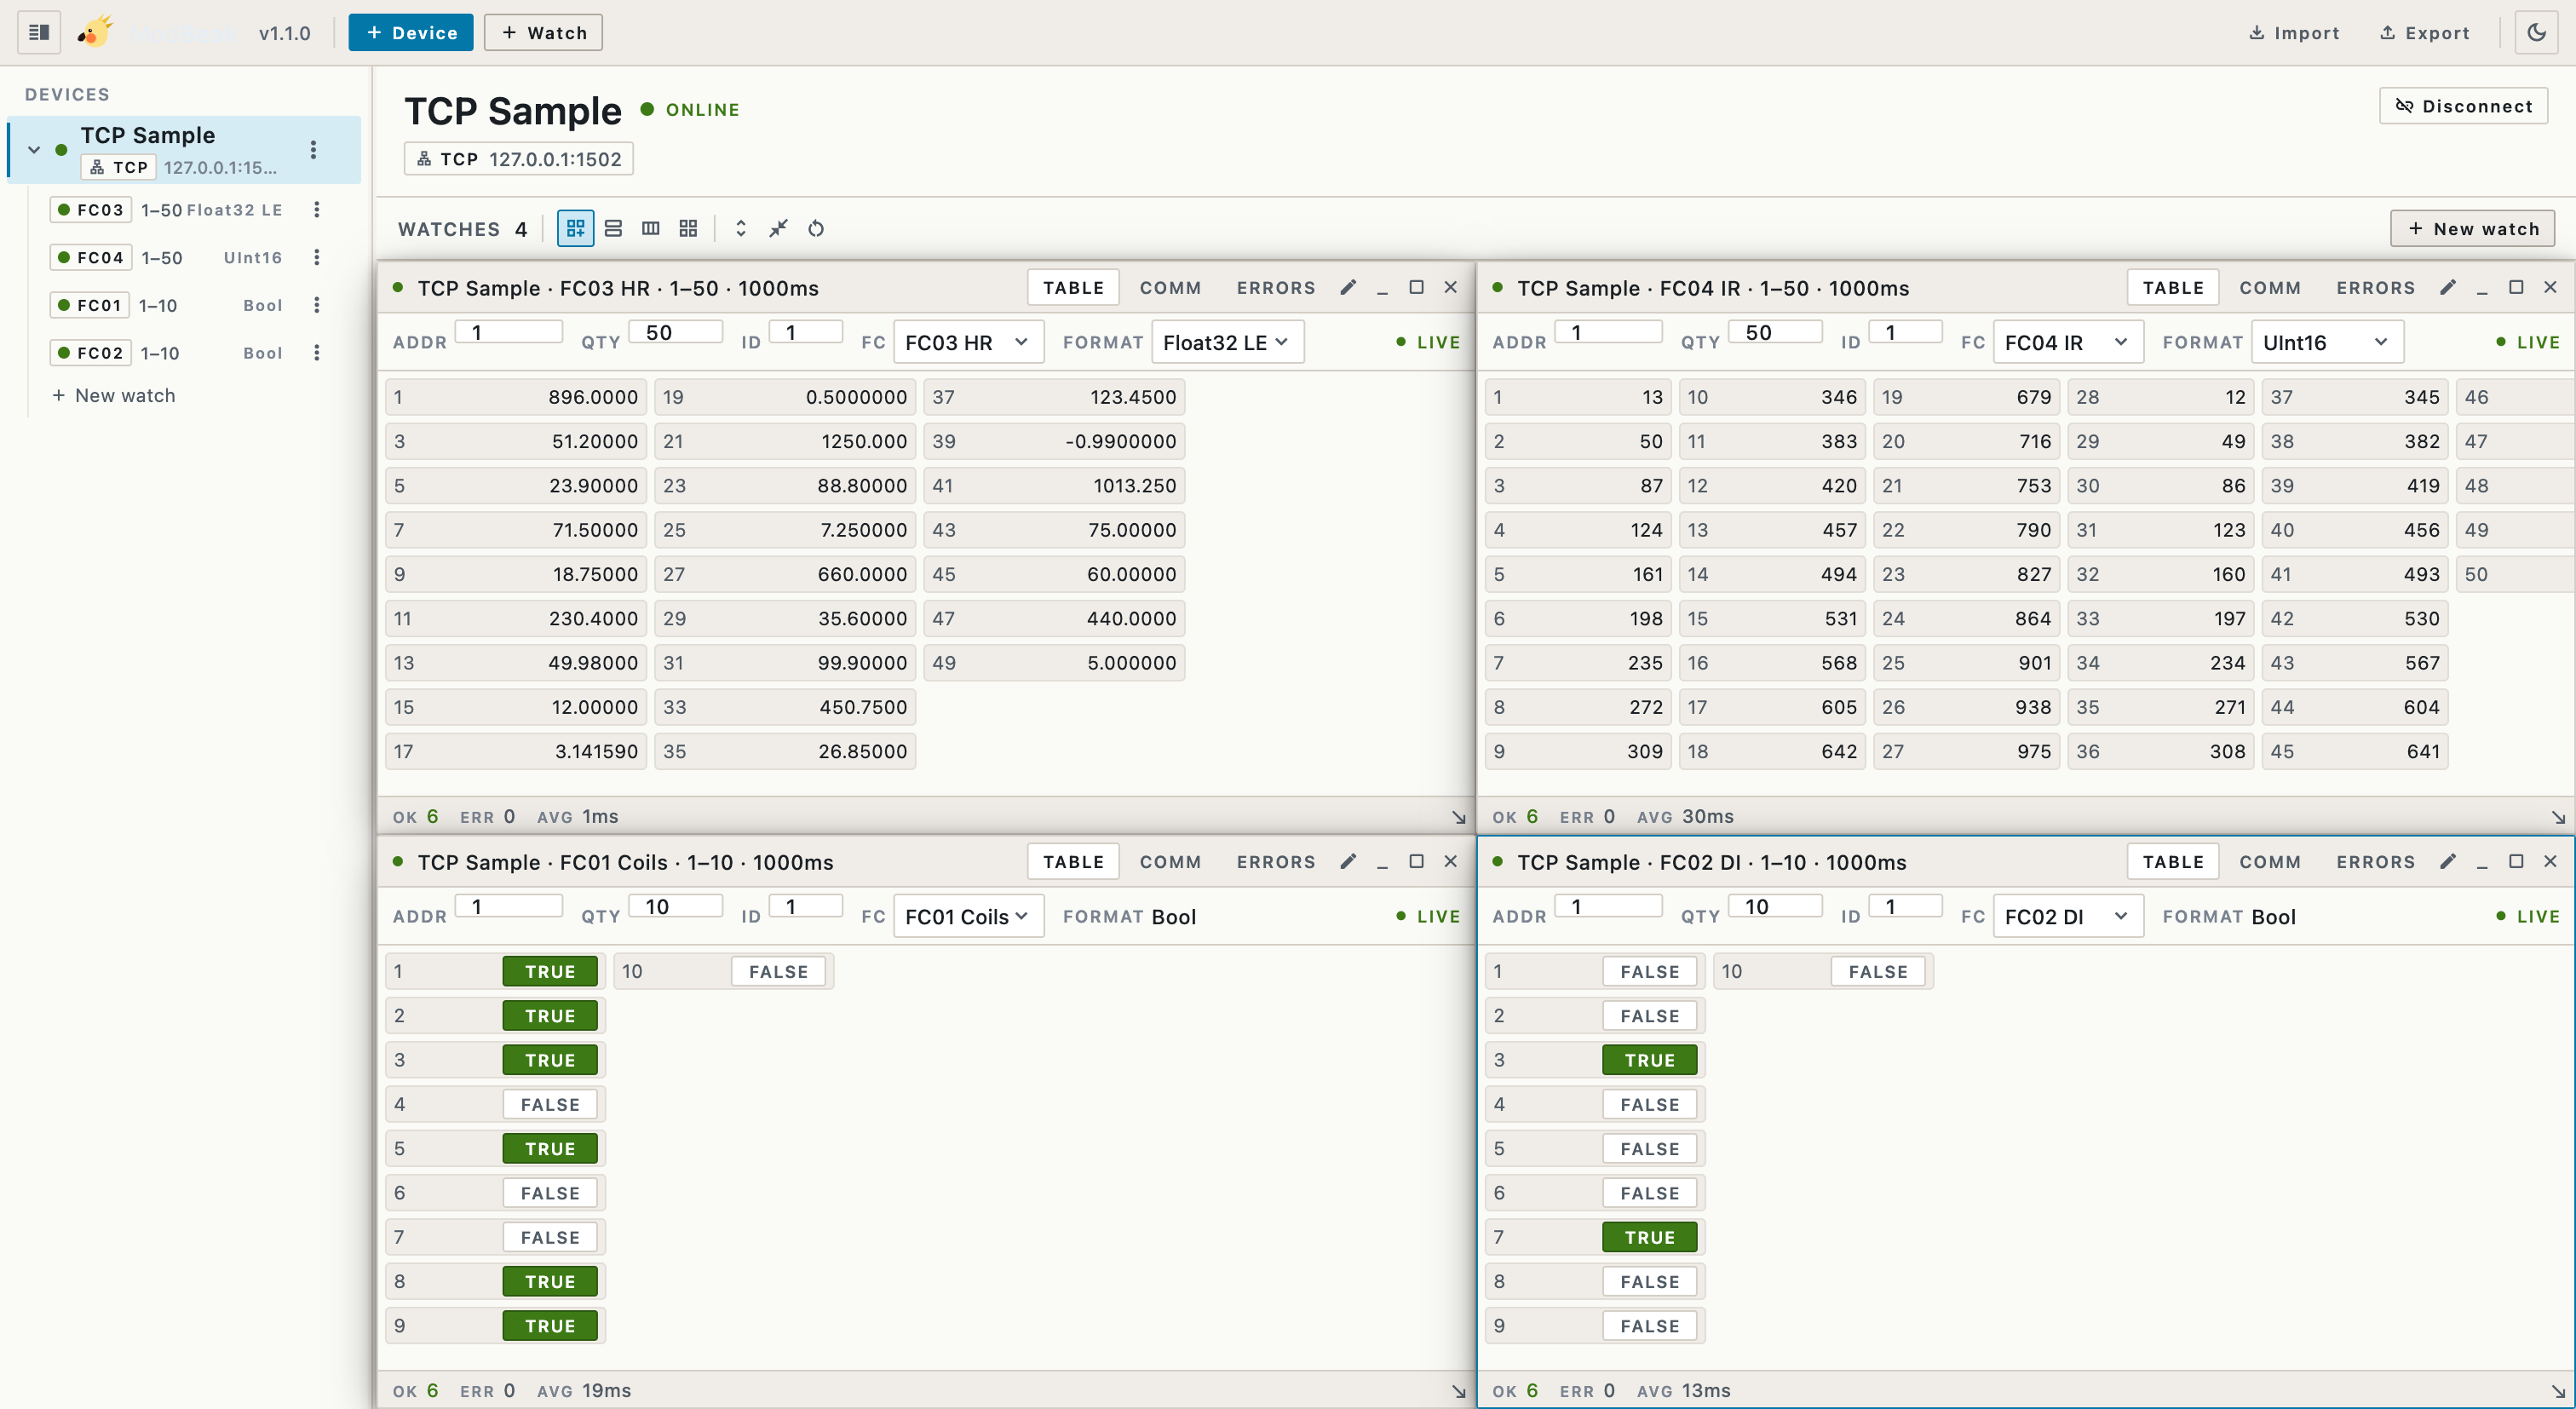 v1.1.0 + Device + Watch Import Export
DEVICES
TCP Sample
TCP 127.0.0.1:15...
FC03 1–50 Float32 LE
FC04 1–50 UInt16
FC01 1–10 Bool
FC02 1–10 Bool
+ New watch
TCP Sample ONLINE Disconnect
TCP 127.0.0.1:1502
WATCHES 4 + New watch
TCP Sample · FC03 HR · 1–50 · 1000ms TABLE COMM ERRORS
ADDR 1 QTY 50 ID 1 FC FC03 HR FORMAT Float32 LE LIVE
1 896.0000 19 0.5000000 37 123.4500
3 51.20000 21 1250.000 39 -0.9900000
5 23.90000 23 88.80000 41 1013.250
7 71.50000 25 7.250000 43 75.00000
9 18.75000 27 660.0000 45 60.00000
11 230.4000 29 35.60000 47 440.0000
13 49.98000 31 99.90000 49 5.000000
15 12.00000 33 450.7500
17 3.141590 35 26.85000
OK 6 ERR 0 AVG 1ms
TCP Sample · FC04 IR · 1–50 · 1000ms TABLE COMM ERRORS
ADDR 1 QTY 50 ID 1 FC FC04 IR FORMAT UInt16 LIVE
1 13 10 346 19 679 28 12 37 345 46
2 50 11 383 20 716 29 49 38 382 47
3 87 12 420 21 753 30 86 39 419 48
4 124 13 457 22 790 31 123 40 456 49
5 161 14 494 23 827 32 160 41 493 50
6 198 15 531 24 864 33 197 42 530
7 235 16 568 25 901 34 234 43 567
8 272 17 605 26 938 35 271 44 604
9 309 18 642 27 975 36 308 45 641
OK 6 ERR 0 AVG 30ms
TCP Sample · FC01 Coils · 1–10 · 1000ms TABLE COMM ERRORS
ADDR 1 QTY 10 ID 1 FC FC01 Coils FORMAT Bool LIVE
1 TRUE 10 FALSE
2 TRUE
3 TRUE
4 FALSE
5 TRUE
6 FALSE
7 FALSE
8 TRUE
9 TRUE
OK 6 ERR 0 AVG 19ms
TCP Sample · FC02 DI · 1–10 · 1000ms TABLE COMM ERRORS
ADDR 1 QTY 10 ID 1 FC FC02 DI FORMAT Bool LIVE
1 FALSE 10 FALSE
2 FALSE
3 TRUE
4 FALSE
5 FALSE
6 FALSE
7 TRUE
8 FALSE
9 FALSE
OK 6 ERR 0 AVG 13ms